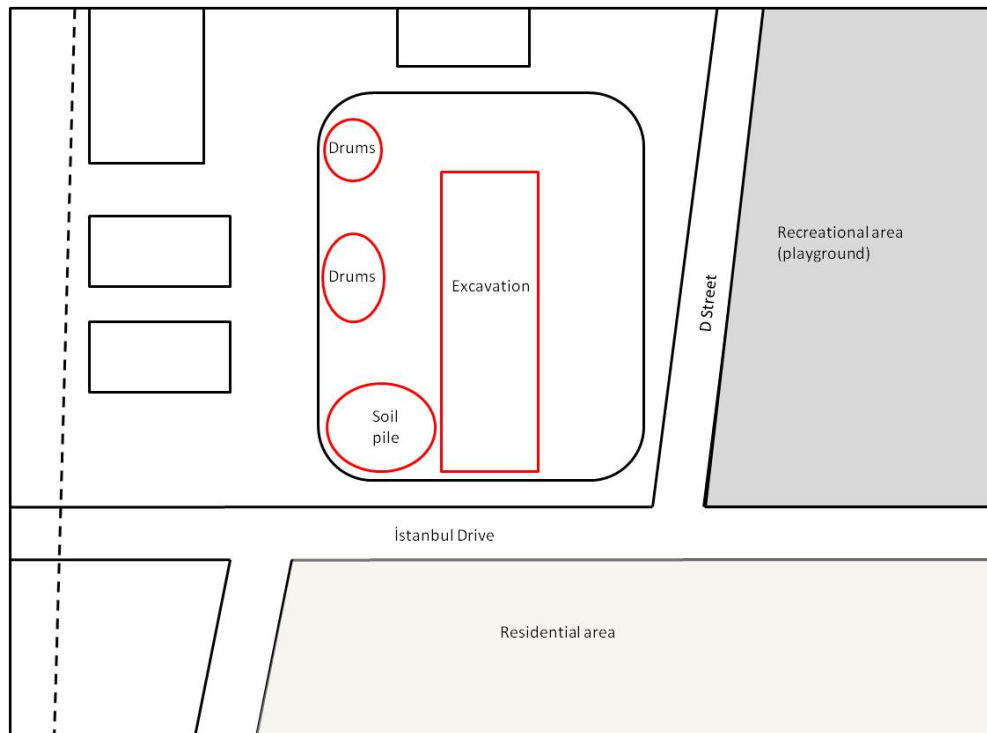 Drums
Drums
Excavation
Soil
pile
Recreational area
(playground)
D Street
İstanbul Drive
Residential area